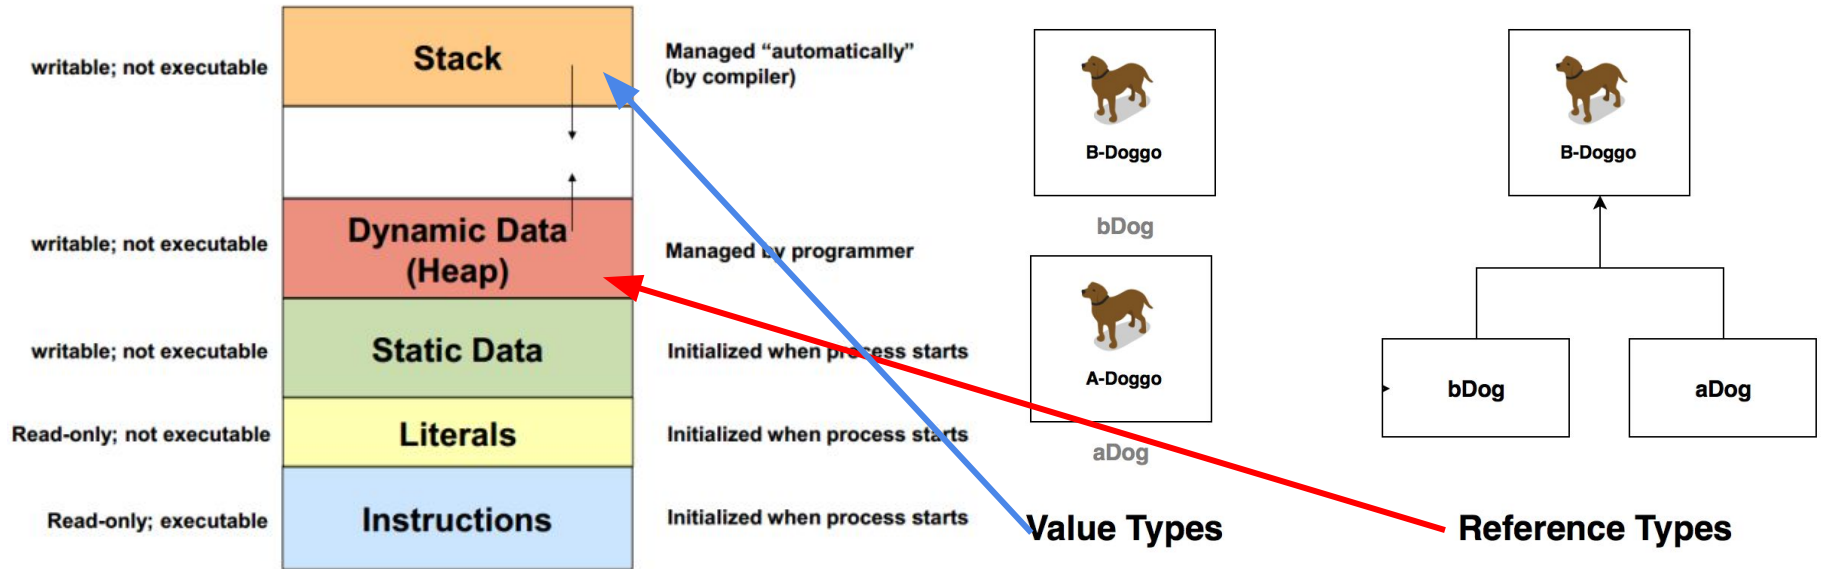 writable; not executable
Stack
Managed “automatically”
(by compiler)
writable; not executable
Dynamic Data
(Heap)
Managed by programmer
writable; not executable
Static Data
Initialized when process starts
Read-only; not executable
Literals
Initialized when process starts
Read-only; executable
Instructions
Initialized when process starts
B-Doggo
bDog
A-Doggo
aDog
Value Types
B-Doggo
bDog
aDog
Reference Types